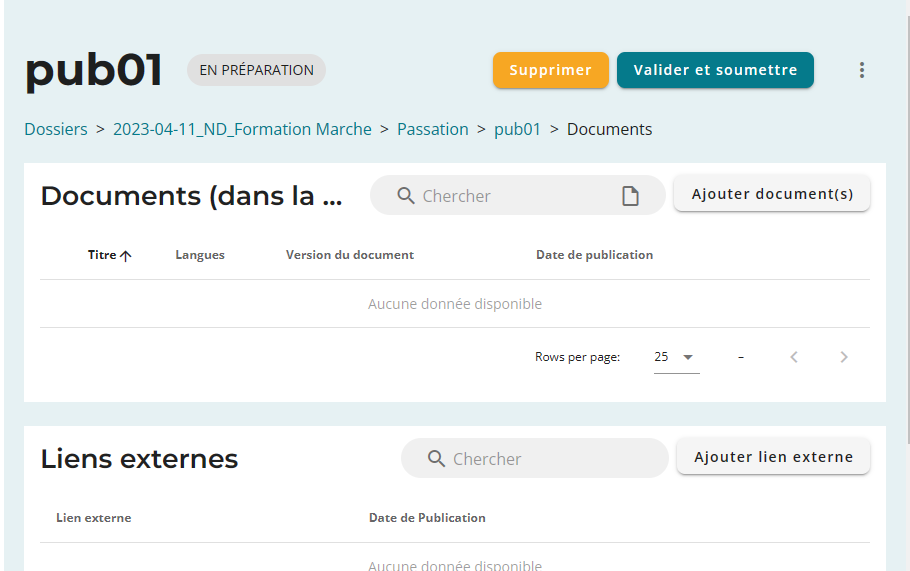 pub01 EN PRÉPARATION Supprimer Valider et soumettre
Dossiers > 2023-04-11_ND_Formation Marche > Passation > pub01 > Documents
Documents (dans la ... Chercher Ajouter document(s)
Titre Langues Version du document Date de publication
Aucune donnée disponible
Rows per page: 25 –
Liens externes Chercher Ajouter lien externe
Lien externe Date de Publication
Aucune donnée disponible